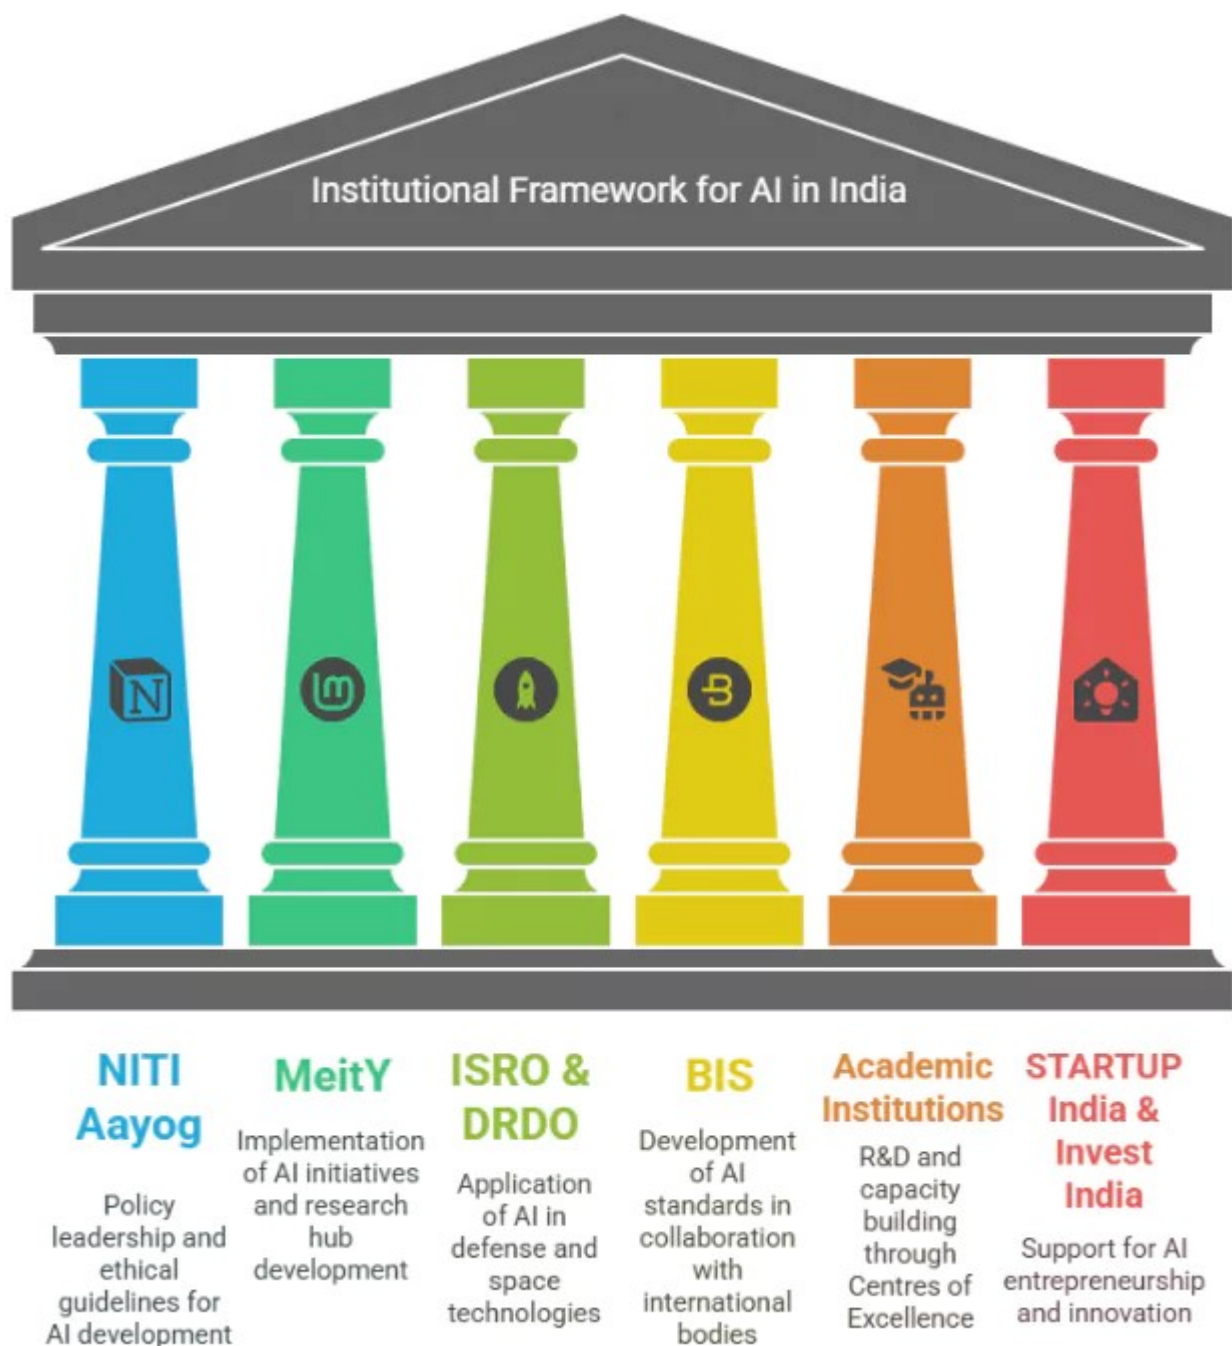 Institutional Framework for AI in India
N
m
B
NITI
Aayog
Policy
leadership and
ethical
guidelines for
AI development
MeitY
Implementation
of AI initiatives
and research
hub
development
ISRO &
DRDO
Application
of AI in
defense and
space
technologies
BIS
Development
of AI
standards in
collaboration
with
international
bodies
Academic
Institutions
R&D and
capacity
building
through
Centres of
Excellence
STARTUP
India &
Invest
India
Support for AI
entrepreneurship
and innovation